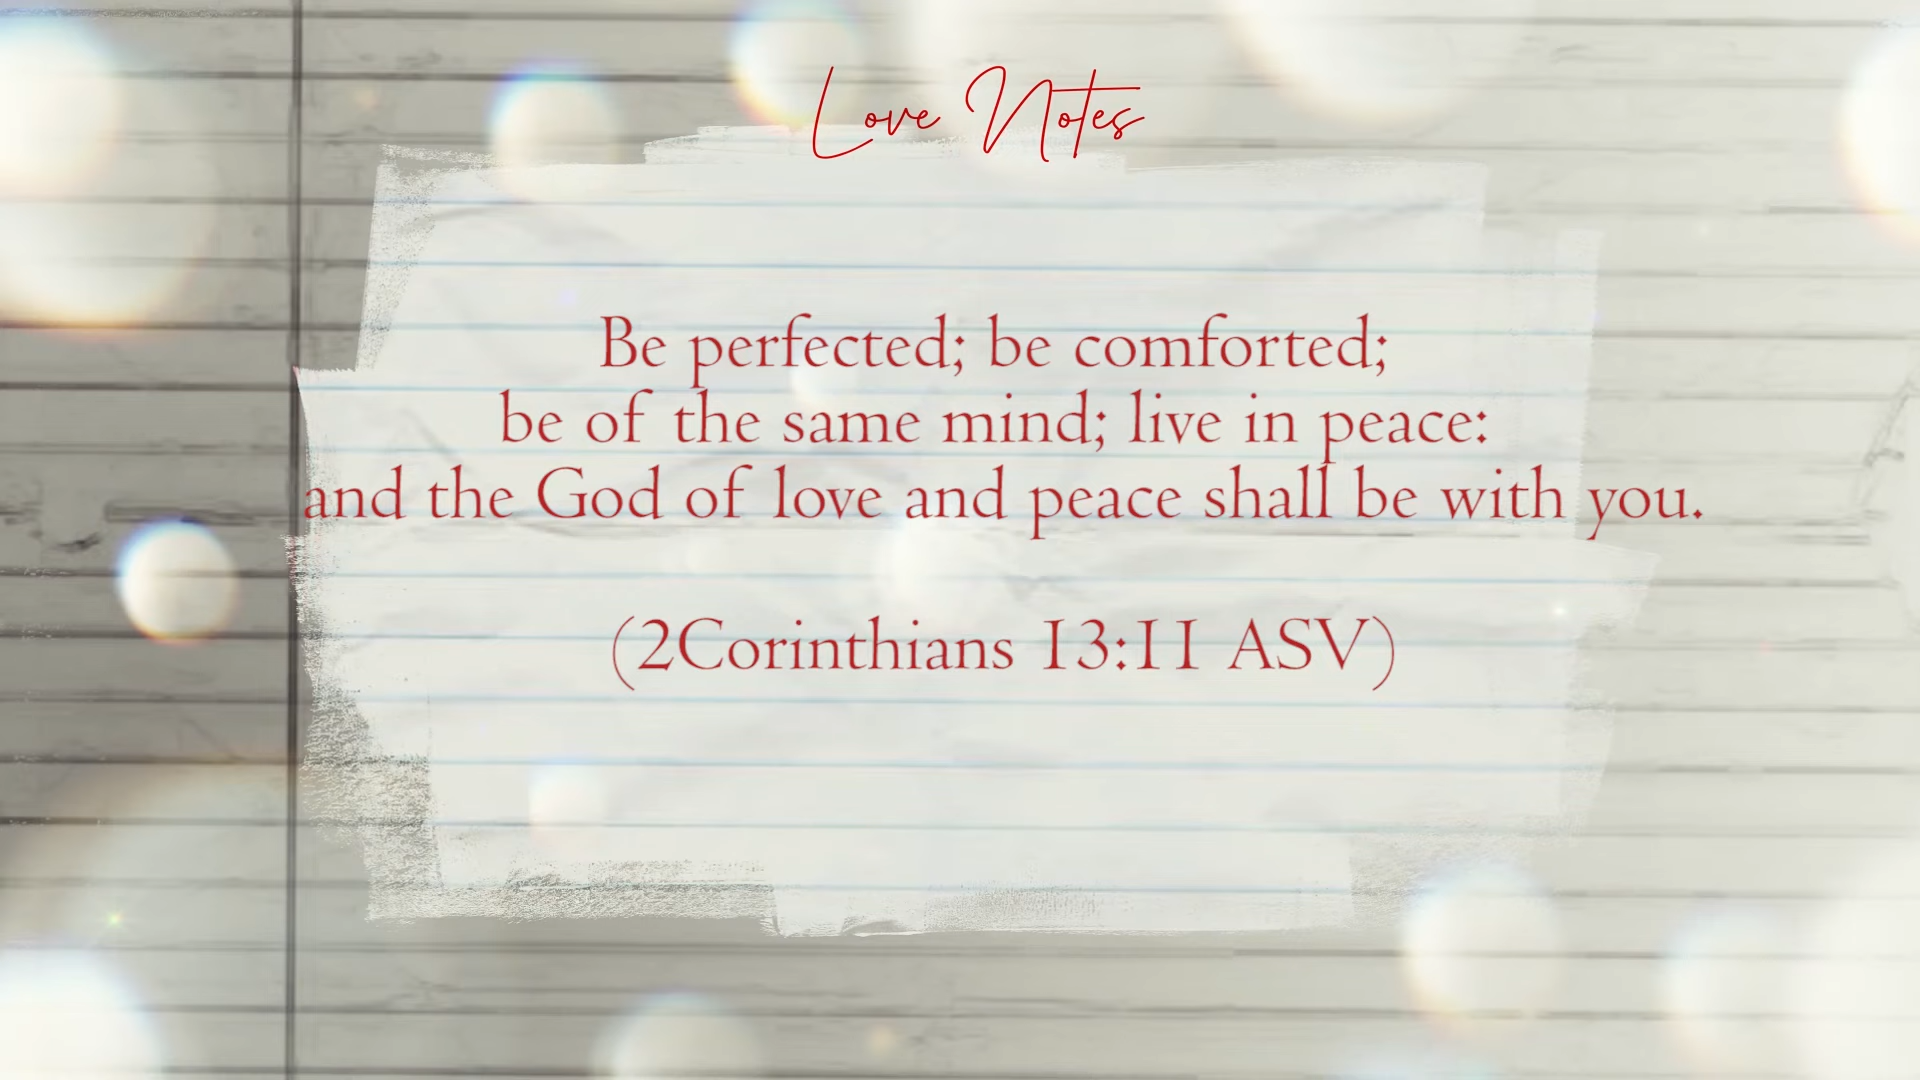 Love Notes
Be perfected; be comforted;
be of the same mind; live in peace:
and the God of love and peace shall be with you.
(2Corinthians 13:11 ASV)